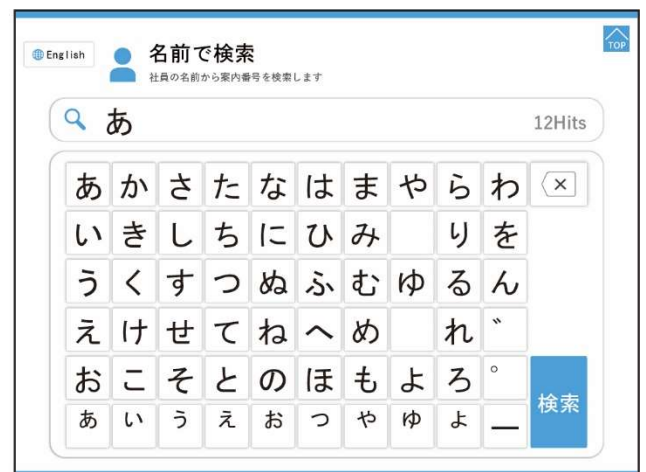 English
名前で検索
TOP
社員の名前から案内番号を検索します
あ 12Hits
あ か さ た な は ま や ら わ ×
い き し ち に ひ み り を
う く す つ ぬ ふ む ゆ る ん
え け せ て ね へ め れ ゛
お こ そ と の ほ も よ ろ ゜
ぁ ぃ ぅ ぇ ぉ っ ゃ ゅ ょ ー
検索